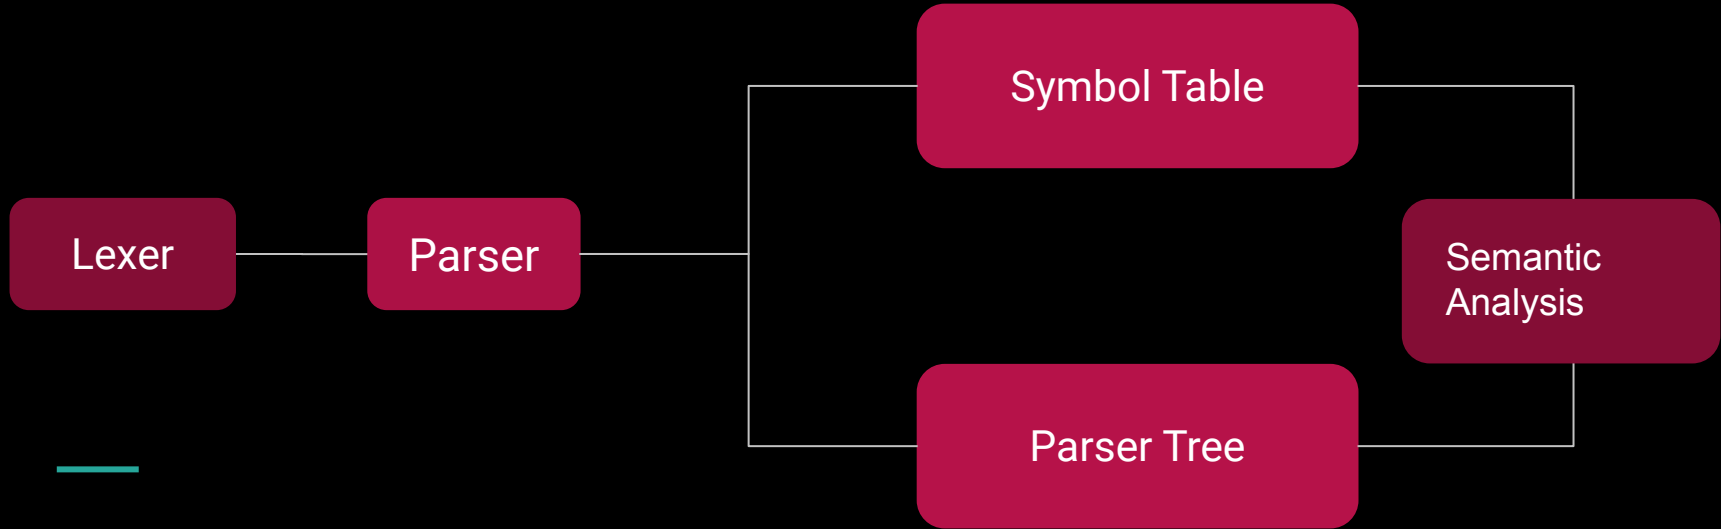 Symbol Table
Lexer
Parser
Semantic
Analysis
Parser Tree